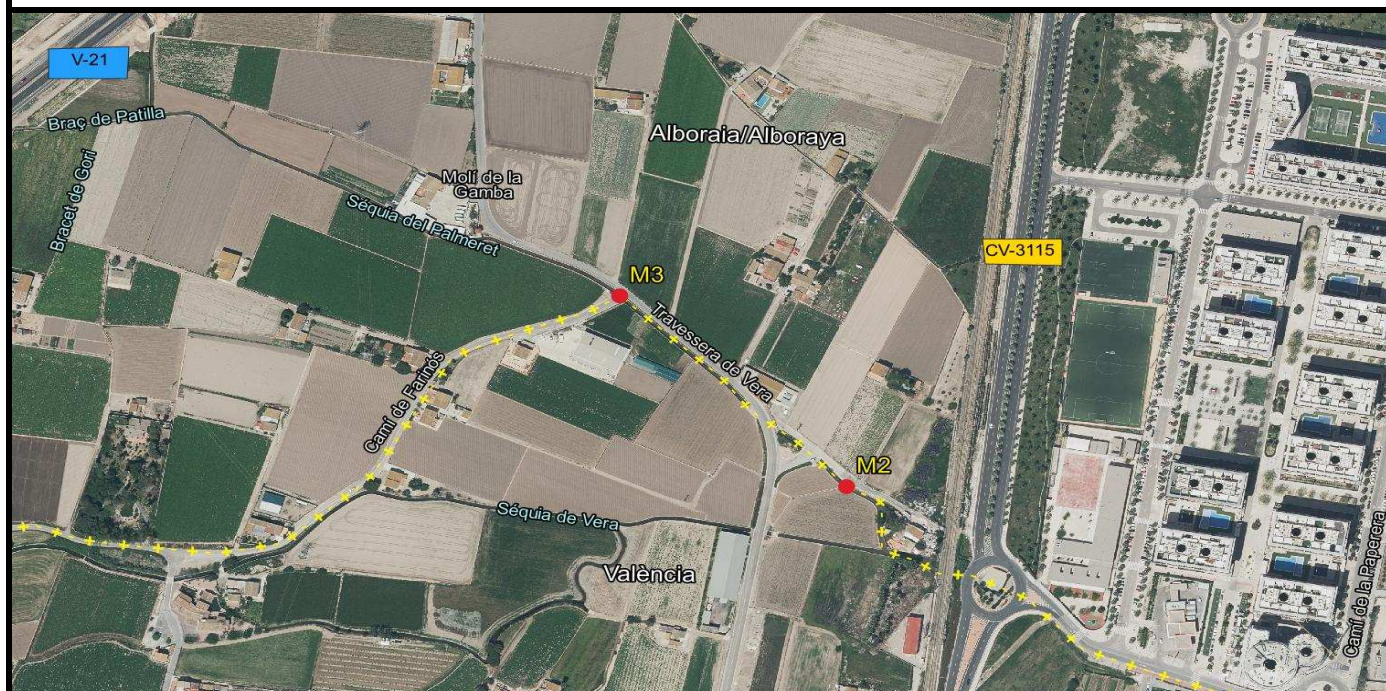 V-21
Braç de Patilla
Alboraia/Alboraya
Bracet de Gori
Molí de la
Gamba
Séquia del Palmeret
CV-3115
M3
Travessera de Vera
Camí de Farinós
M2
Séquia de Vera
València
Camí de la Paperera